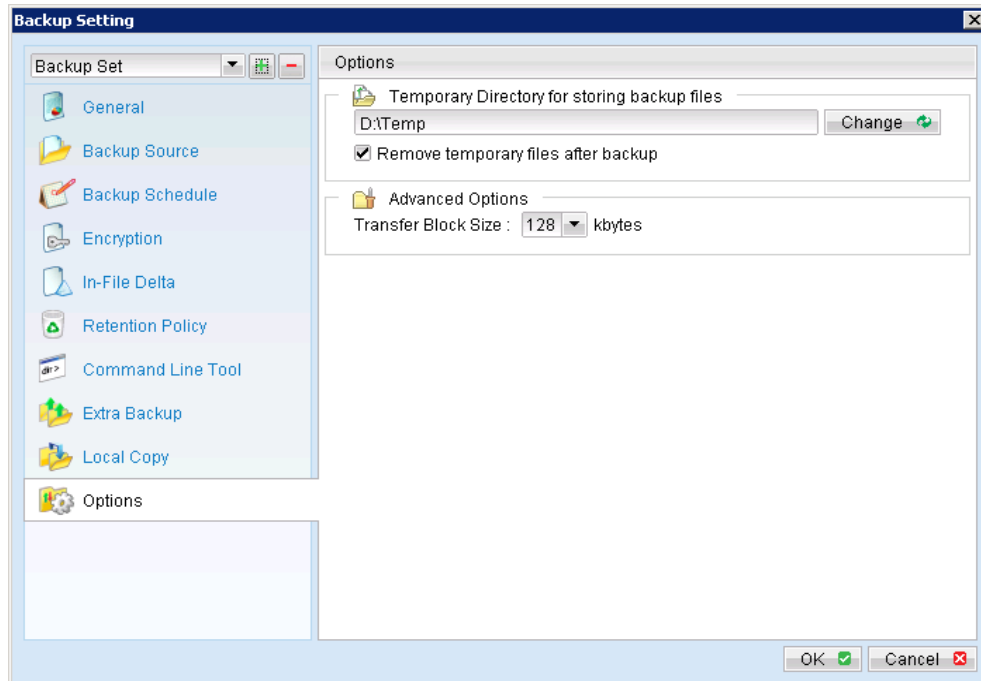 Backup Setting
Backup Set
General
Backup Source
Backup Schedule
Encryption
In-File Delta
Retention Policy
Command Line Tool
Extra Backup
Local Copy
Options
Options
Temporary Directory for storing backup files
D:\Temp
Change
Remove temporary files after backup
Advanced Options
Transfer Block Size : 128 kbytes
OK
Cancel